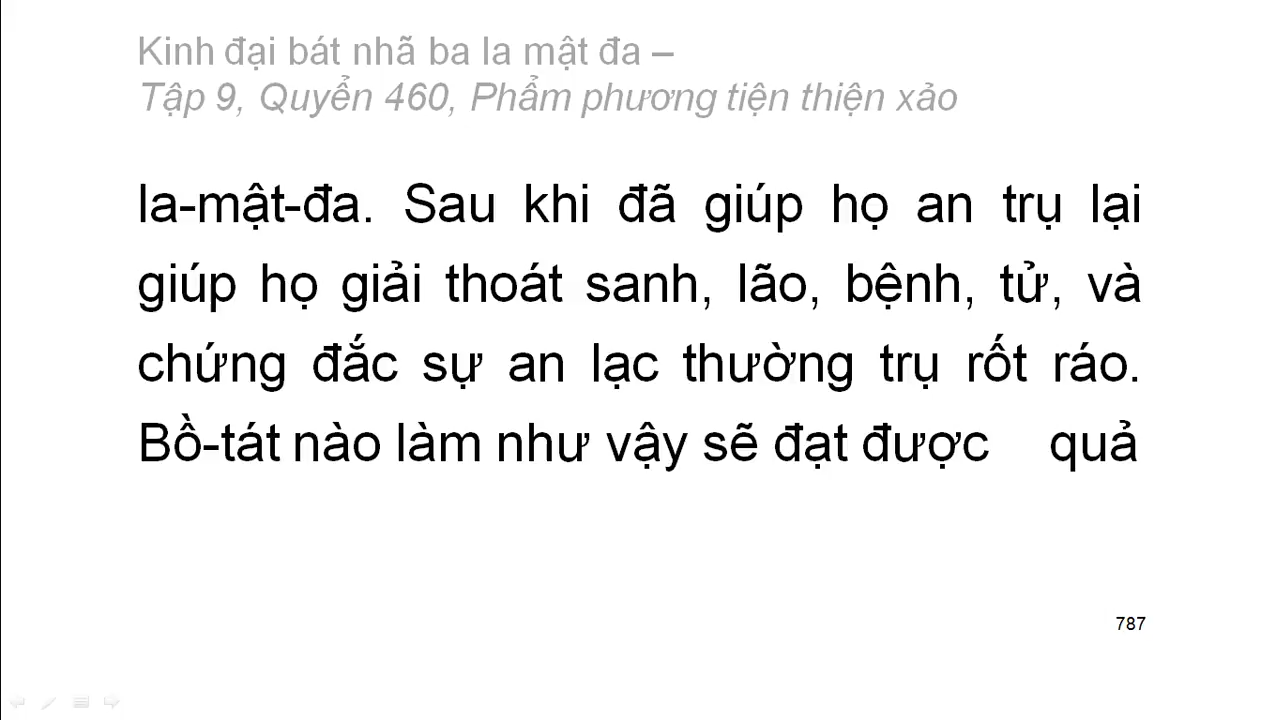 Kinh đại bát nhã ba la mật đa –
Tập 9, Quyển 460, Phẩm phương tiện thiện xảo
la-mật-đa. Sau khi đã giúp họ an trụ lại
giúp họ giải thoát sanh, lão, bệnh, tử, và
chứng đắc sự an lạc thường trụ rốt ráo.
Bồ-tát nào làm như vậy sẽ đạt được quả
787